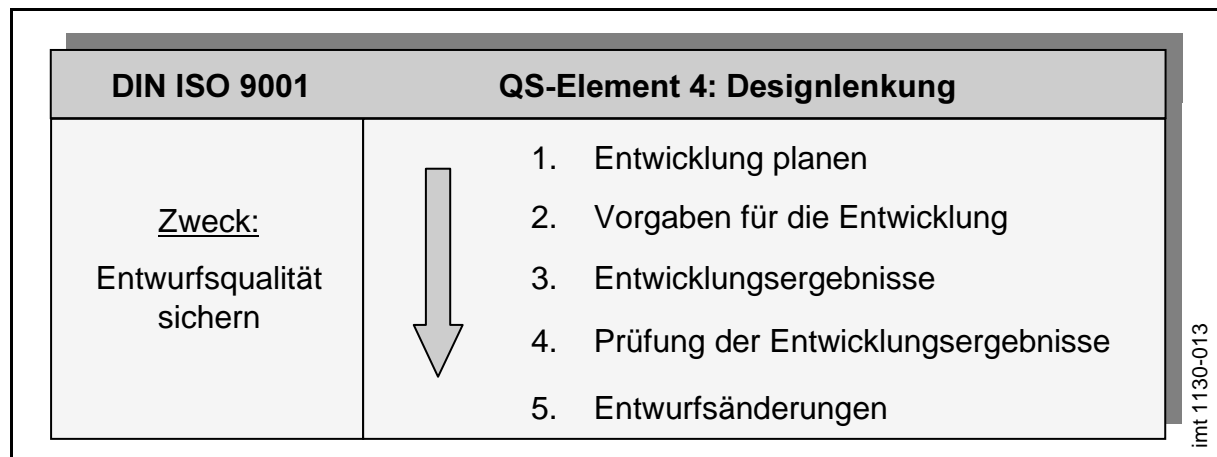 DIN ISO 9001
QS-Element 4: Designlenkung
Zweck:
Entwurfsqualität
sichern
1. Entwicklung planen
2. Vorgaben für die Entwicklung
3. Entwicklungsergebnisse
4. Prüfung der Entwicklungsergebnisse
5. Entwurfsänderungen
imt 1130-013